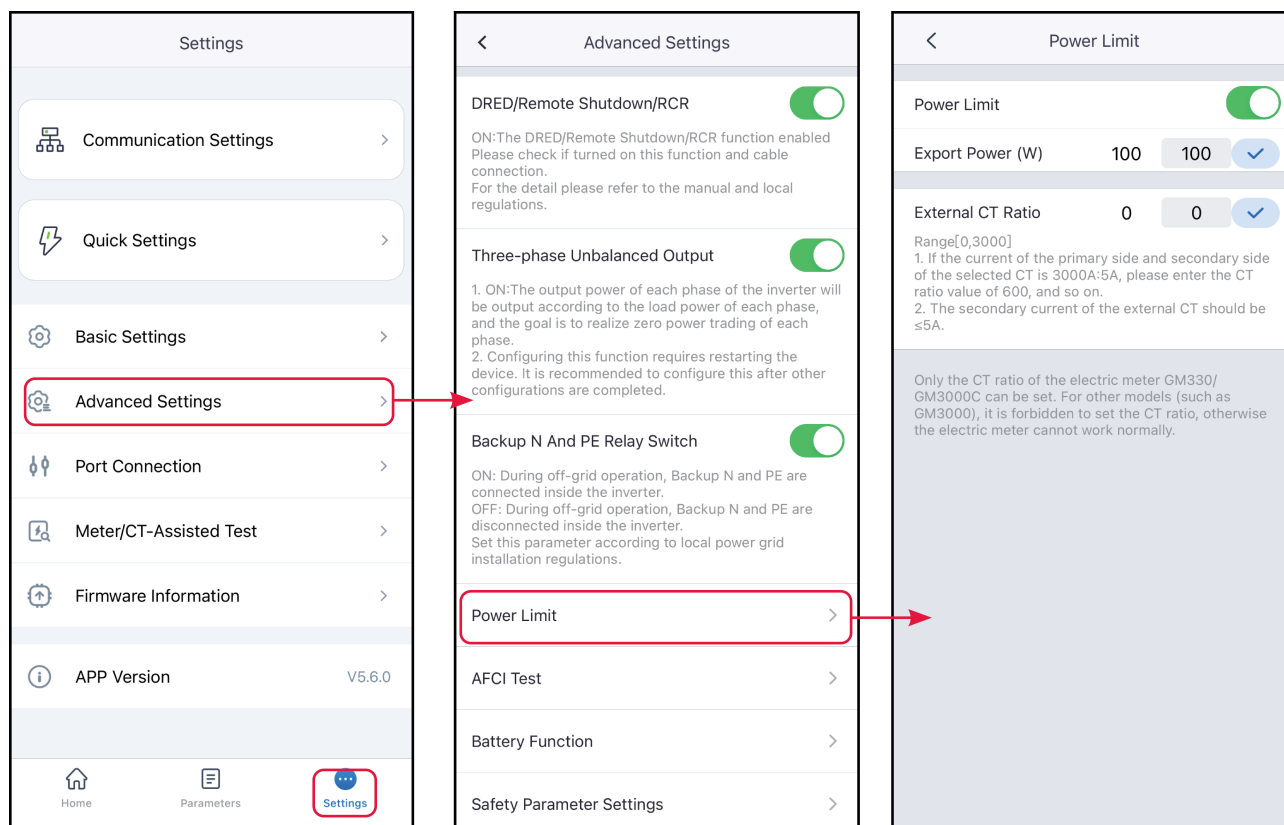 Settings
Communication Settings
Quick Settings
Basic Settings
Advanced Settings
Port Connection
Meter/CT-Assisted Test
Firmware Information
APP Version V5.6.0
Home Parameters Settings
Advanced Settings
DRED/Remote Shutdown/RCR
ON:The DRED/Remote Shutdown/RCR function enabled
Please check if turned on this function and cable
connection.
For the detail please refer to the manual and local
regulations.
Three-phase Unbalanced Output
1. ON:The output power of each phase of the inverter will
be output according to the load power of each phase,
and the goal is to realize zero power trading of each
phase.
2. Configuring this function requires restarting the
device. It is recommended to configure this after other
configurations are completed.
Backup N And PE Relay Switch
ON: During off-grid operation, Backup N and PE are
connected inside the inverter.
OFF: During off-grid operation, Backup N and PE are
disconnected inside the inverter.
Set this parameter according to local power grid
installation regulations.
Power Limit
AFCI Test
Battery Function
Safety Parameter Settings
Power Limit
Power Limit
Export Power (W) 100 100
External CT Ratio 0 0
Range[0,3000]
1. If the current of the primary side and secondary side
of the selected CT is 3000A:5A, please enter the CT
ratio value of 600, and so on.
2. The secondary current of the external CT should be
≤5A.
Only the CT ratio of the electric meter GM330/
GM3000C can be set. For other models (such as
GM3000), it is forbidden to set the CT ratio, otherwise
the electric meter cannot work normally.